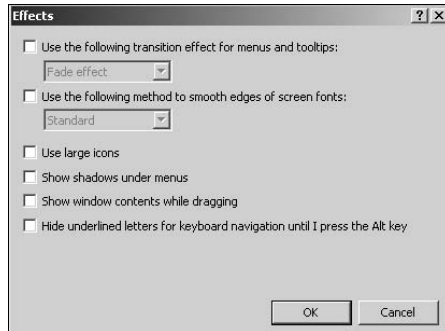 Effects
Use the following transition effect for menus and tooltips:
Fade effect
Use the following method to smooth edges of screen fonts:
Standard
Use large icons
Show shadows under menus
Show window contents while dragging
Hide underlined letters for keyboard navigation until I press the Alt key
OK Cancel